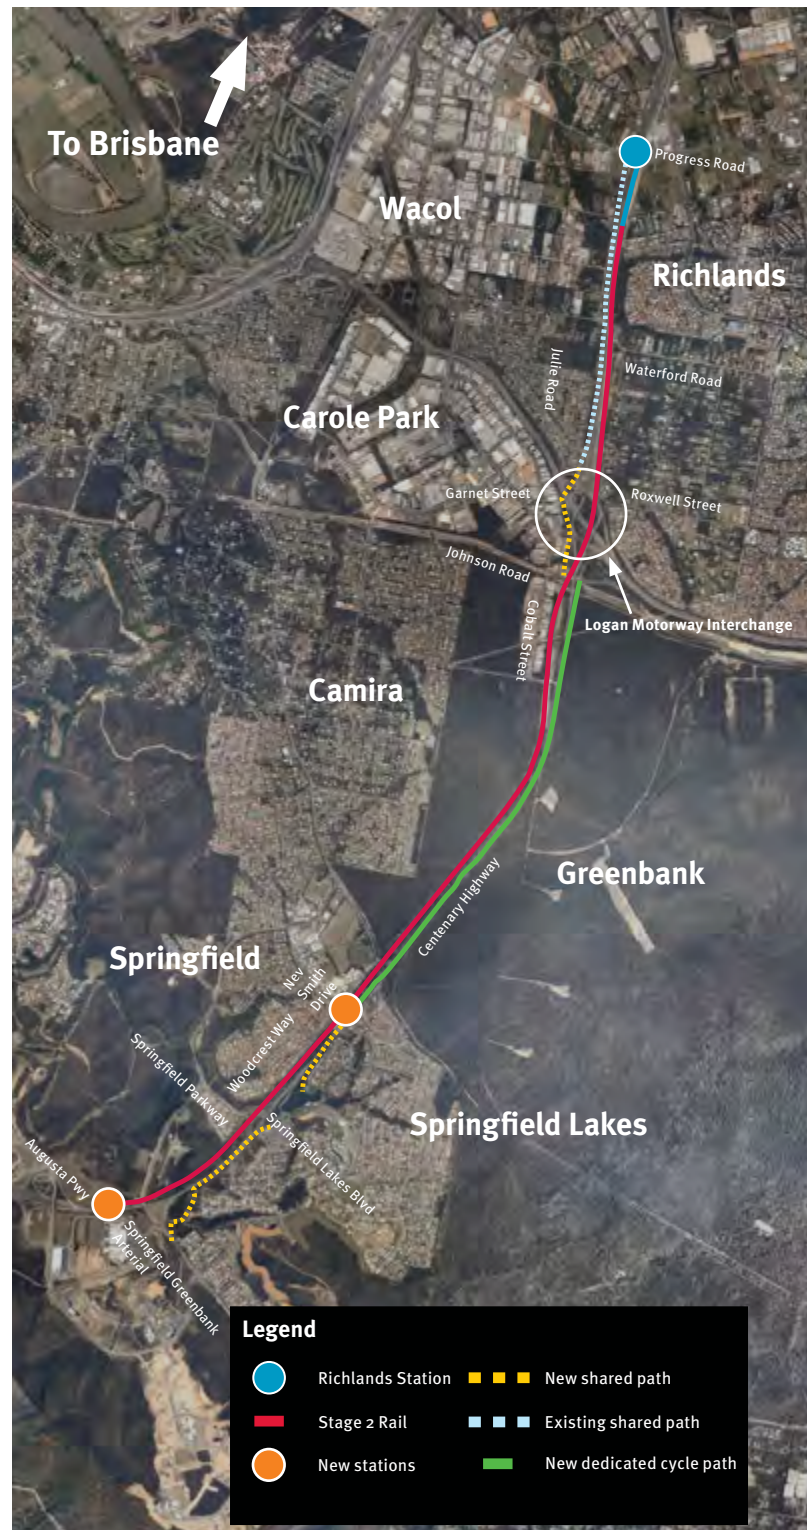 To Brisbane
Progress Road
Wacol
Richlands
Julie Road
Waterford Road
Carole Park
Garnet Street
Roxwell Street
Johnson Road
Cobalt Street
Logan Motorway Interchange
Camira
Greenbank
Centenary Highway
Springfield
Nev
Smith
Drive
Woodcrest Way
Springfield Parkway
Springfield Lakes
Springfield Lakes Blvd
Augusta Pwy
Springfield Greenbank
Arterial
Legend
Richlands Station
New shared path
Stage 2 Rail
Existing shared path
New stations
New dedicated cycle path